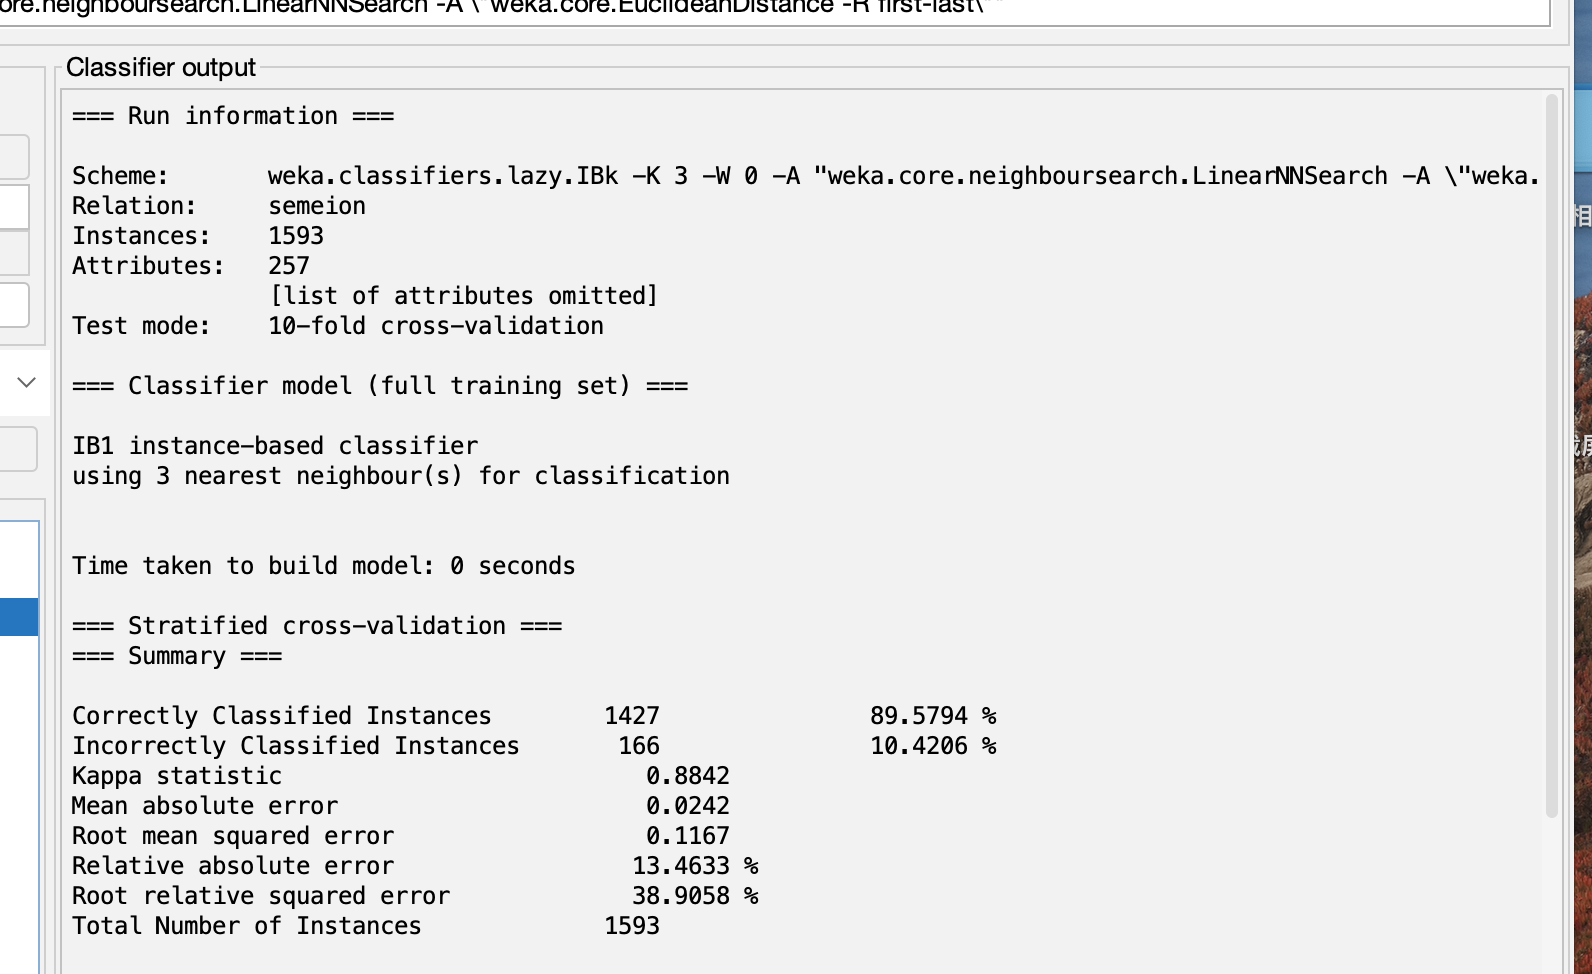 ore.neighboursearch.LinearNNSearch -A \"weka.core.EuclideanDistance -R first-last\""
Classifier output
=== Run information ===
Scheme: weka.classifiers.lazy.IBk -K 3 -W 0 -A "weka.core.neighboursearch.LinearNNSearch -A \"weka.
Relation: semeion
Instances: 1593
Attributes: 257
[list of attributes omitted]
Test mode: 10-fold cross-validation
=== Classifier model (full training set) ===
IB1 instance-based classifier
using 3 nearest neighbour(s) for classification
Time taken to build model: 0 seconds
=== Stratified cross-validation ===
=== Summary ===
Correctly Classified Instances 1427 89.5794 %
Incorrectly Classified Instances 166 10.4206 %
Kappa statistic 0.8842
Mean absolute error 0.0242
Root mean squared error 0.1167
Relative absolute error 13.4633 %
Root relative squared error 38.9058 %
Total Number of Instances 1593